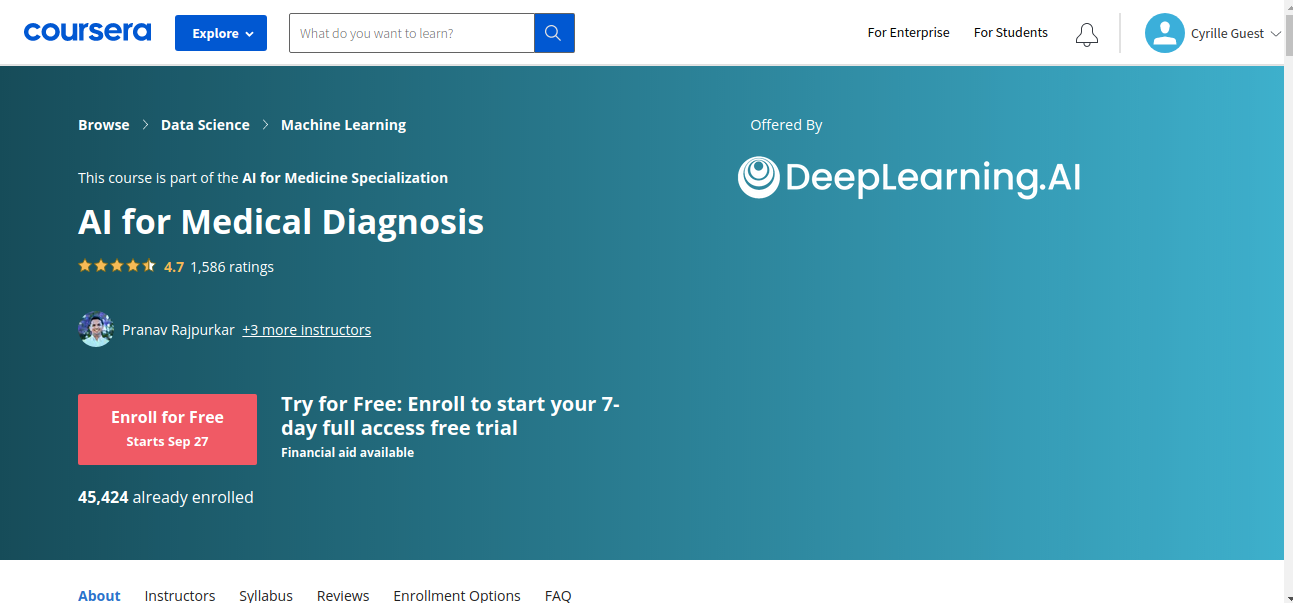 coursera
Explore
What do you want to learn?
For Enterprise
For Students
Cyrille Guest
Browse > Data Science > Machine Learning
Offered By
DeepLearning.AI
This course is part of the AI for Medicine Specialization
AI for Medical Diagnosis
4.7 1,586 ratings
Pranav Rajpurkar +3 more instructors
Enroll for Free
Starts Sep 27
Try for Free: Enroll to start your 7-
day full access free trial
Financial aid available
45,424 already enrolled
About Instructors Syllabus Reviews Enrollment Options FAQ